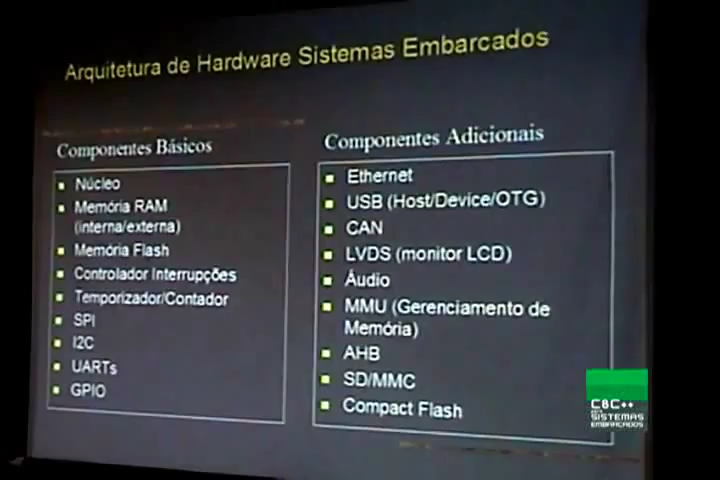 Arquitetura de Hardware Sistemas Embarcados
Componentes Básicos
Núcleo
Memória RAM
(interna/externa)
Memória Flash
Controlador Interrupções
Temporizador/Contador
SPI
I2C
UARTs
GPIO
Componentes Adicionais
Ethernet
USB (Host/Device/OTG)
CAN
LVDS (monitor LCD)
Áudio
MMU (Gerenciamento de
Memória)
AHB
SD/MMC
Compact Flash
C&C++
SISTEMAS
EMBARCADOS